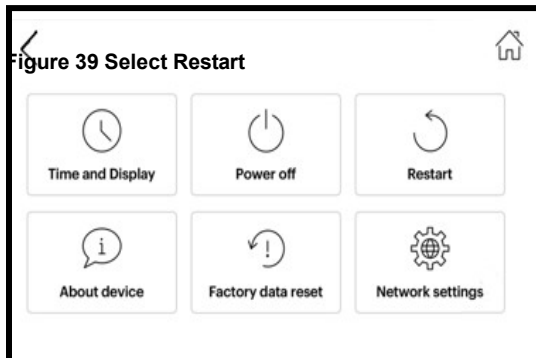 Figure 39 Select Restart
Time and Display
Power off
Restart
About device
Factory data reset
Network settings